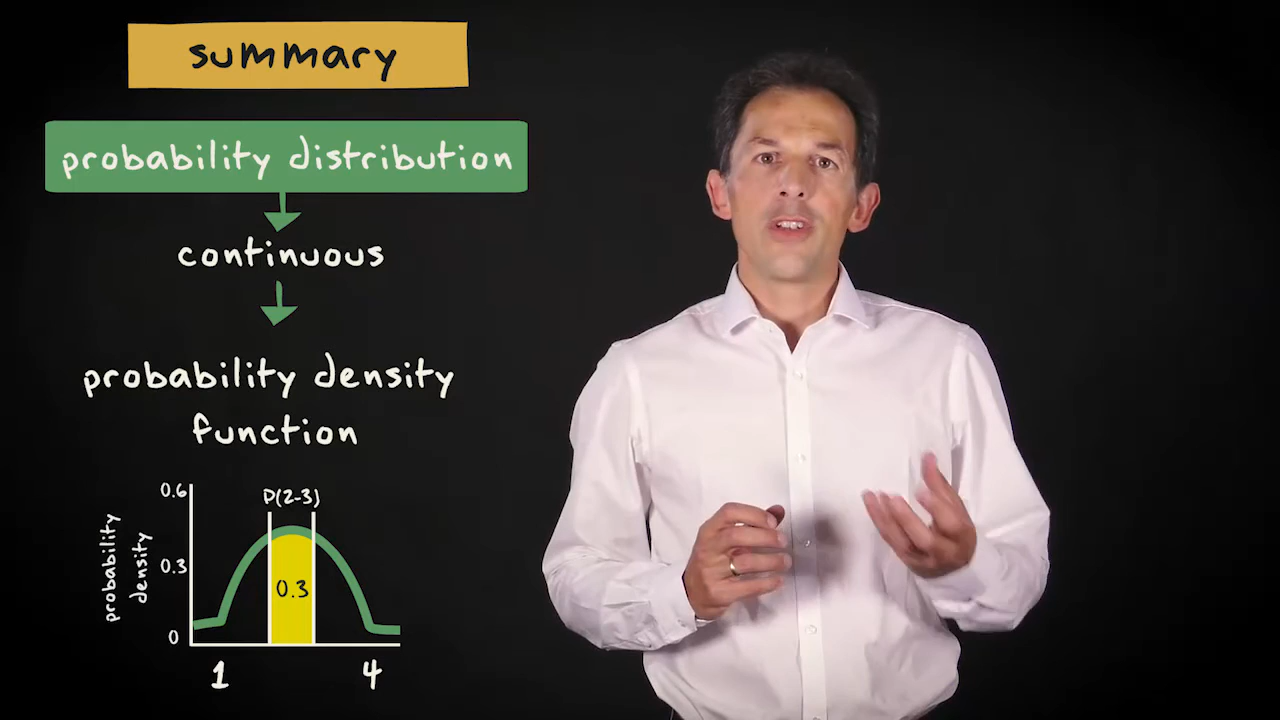 summary
probability distribution
continuous
probability density
function
0.6
P(2-3)
probability
density
0.3
0.3
0
1
4